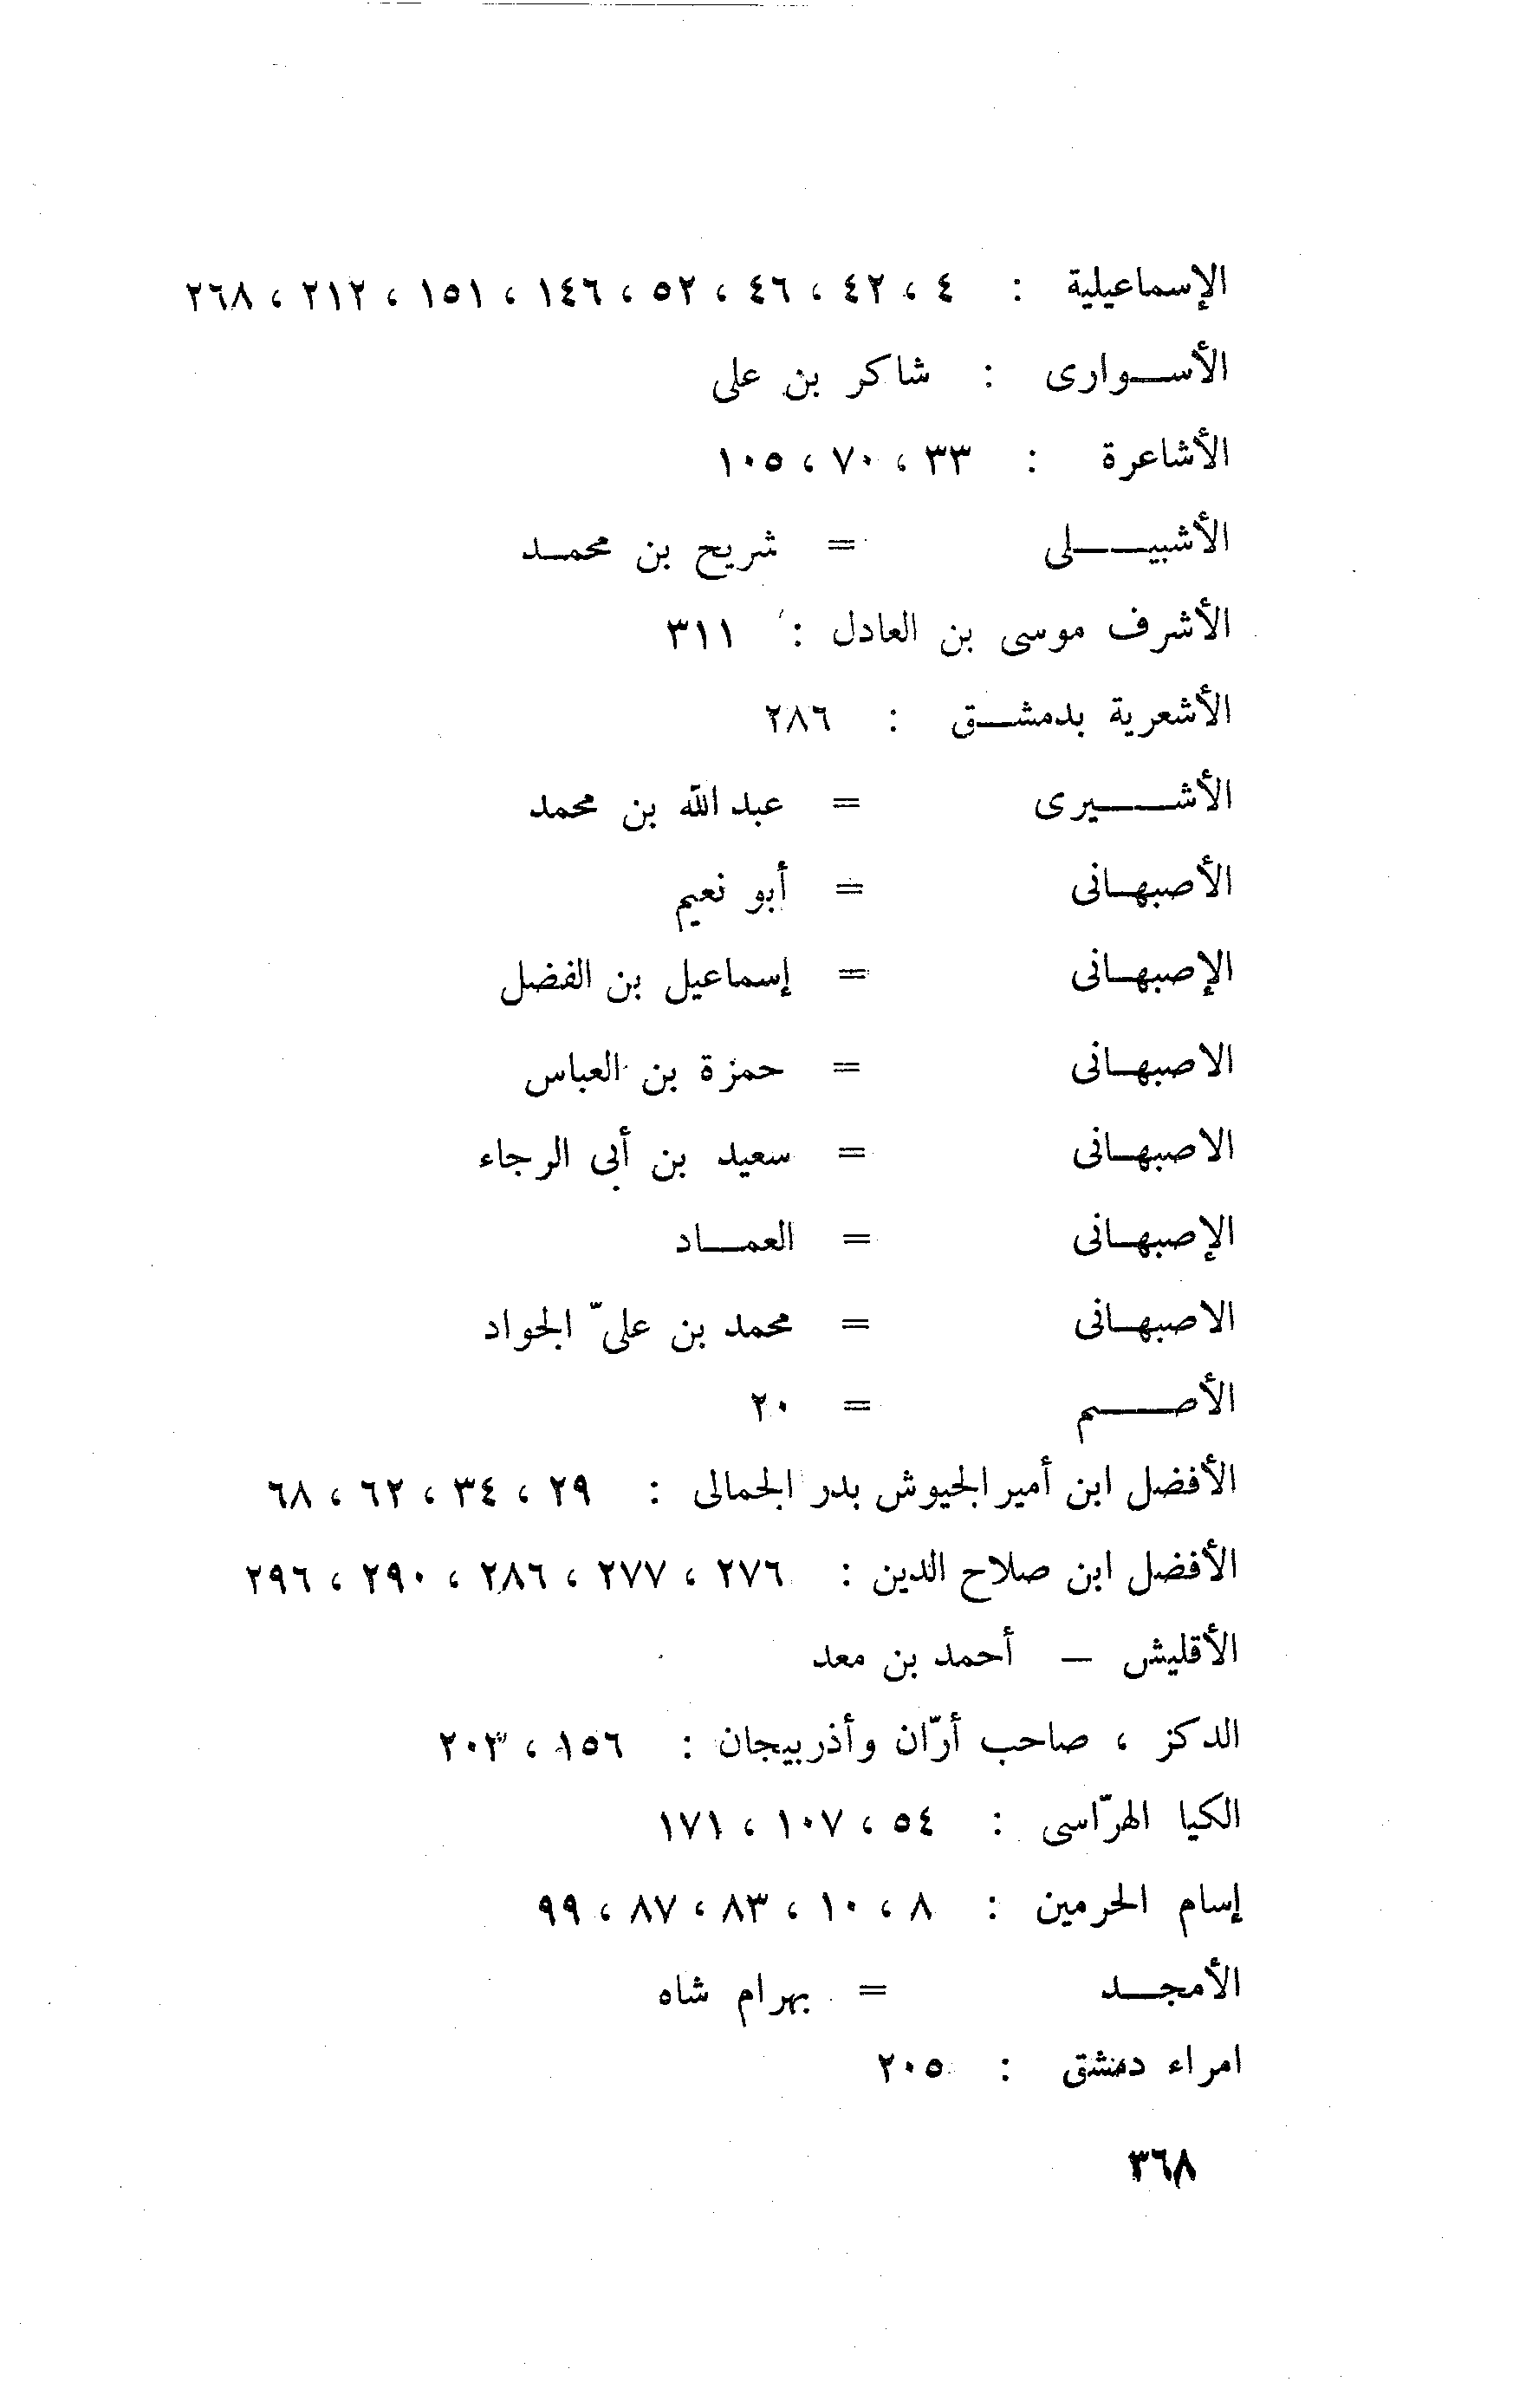 الإسماعيلية : ٤ ، ٤٢ ، ٤٦ ، ٥٢ ، ١٤٦ ، ١٥١ ، ٢١٢ ، ٢٦٨
الأسوارى : شاكر بن على
الأشاعرة : ٣٣ ، ٧٠ ، ١٠٥
الأشبيلى = شريح بن محمد
الأشرف موسى بن العادل : ٣١١
الأشعرية بدمشق : ٢٨٦
الأشيرى = عبد الله بن محمد
الأصبهانى = أبو نعيم
الإصبهانى = إسماعيل بن الفضل
الاصبهانى = حمزة بن العباس
الاصبهانى = سعيد بن أبى الرجاء
الإصبهانى = العماد
الاصبهانى = محمد بن علىّ الجواد
الأصم = ٢٠
الأفضل ابن أمير الجيوش بدر الجمالى : ٢٩ ، ٣٤ ، ٦٢ ، ٦٨
الأفضل ابن صلاح الدين : ٢٧٦ ، ٢٧٧ ، ٢٨٦ ، ٢٩٠ ، ٢٩٦
الأقليش — أحمد بن معد
الدكز ، صاحب أرّان وأذربيجان : ١٥٦ ، ٢٠٣
الكيا الهرّاسى : ٥٤ ، ١٠٧ ، ١٧١
إسام الحرمين : ٨ ، ١٠ ، ٨٣ ، ٨٧ ، ٩٩
الأمجد = بهرام شاه
امراء دمشق : ٢٠٥
٣٦٨